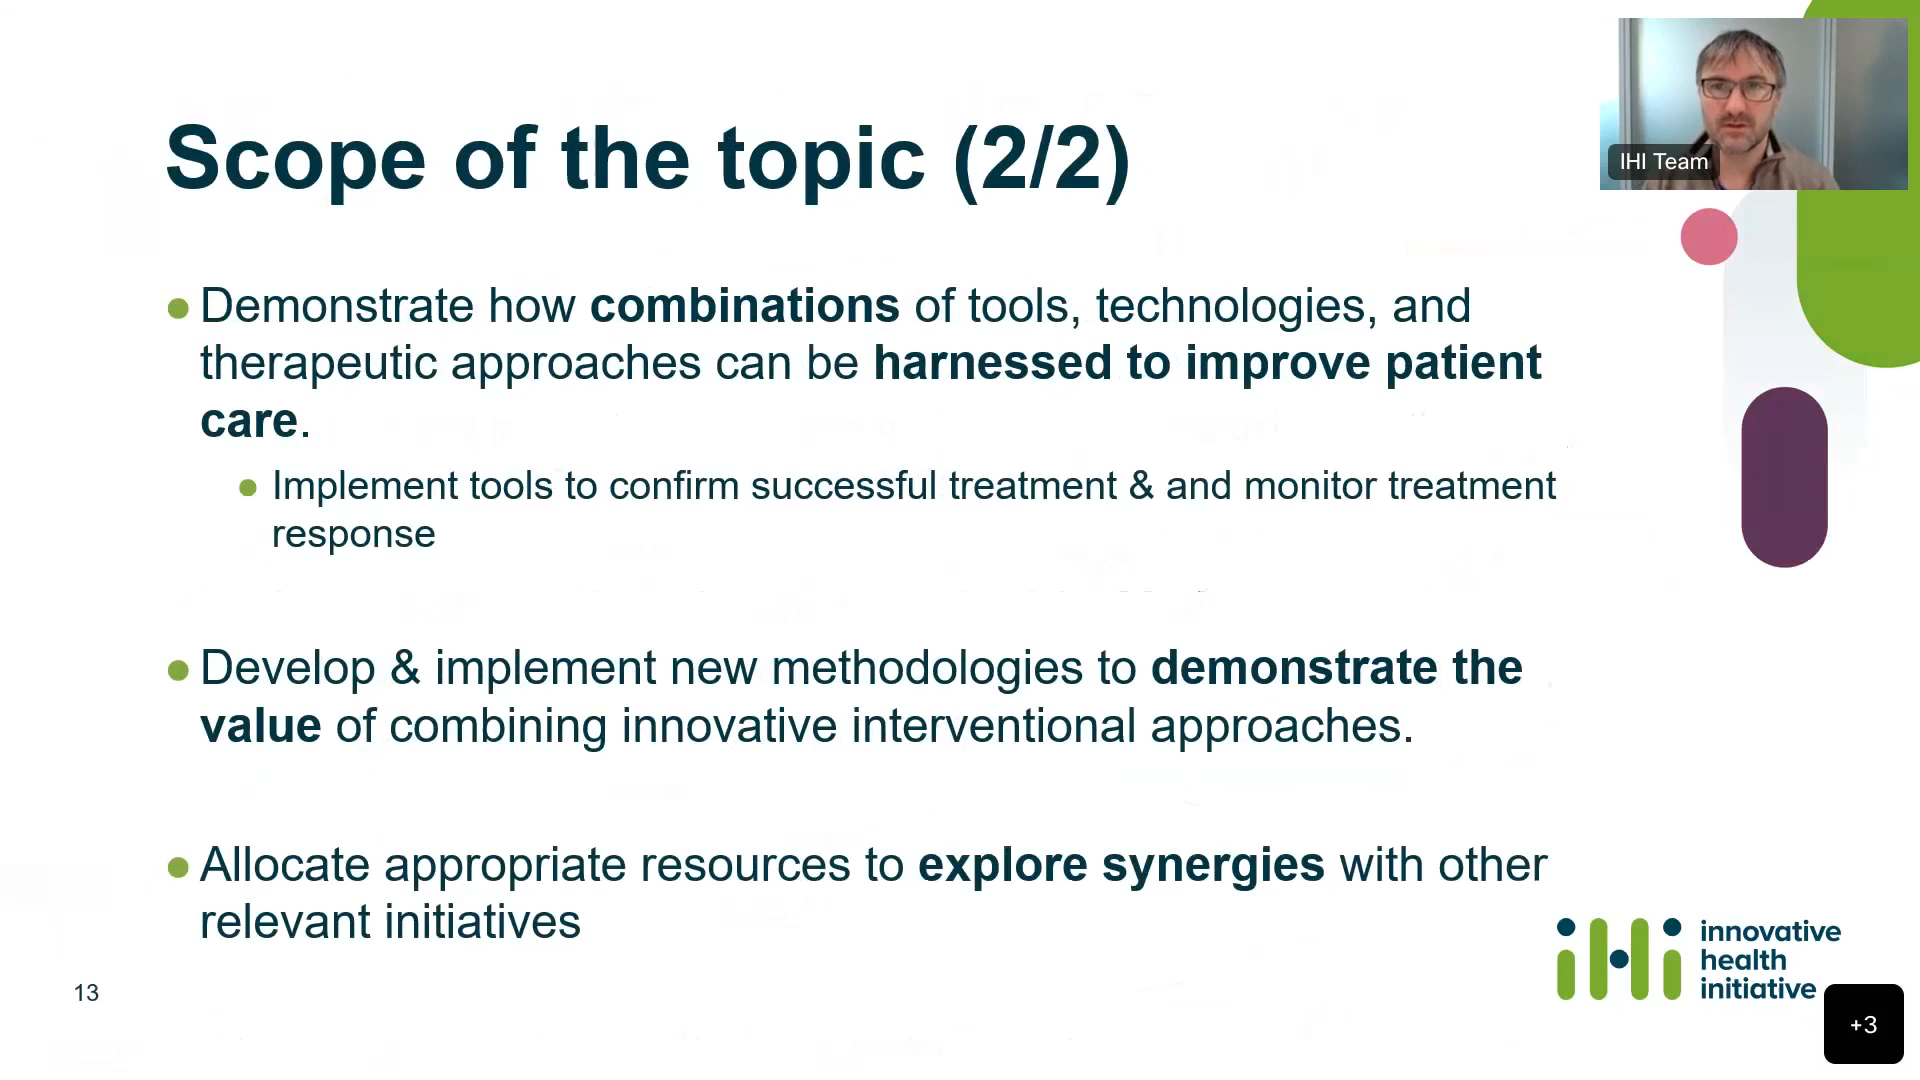 Scope of the topic (2/2)
IHI Team
Demonstrate how combinations of tools, technologies, and
therapeutic approaches can be harnessed to improve patient
care.
Implement tools to confirm successful treatment & and monitor treatment
response
Develop & implement new methodologies to demonstrate the
value of combining innovative interventional approaches.
Allocate appropriate resources to explore synergies with other
relevant initiatives
iHi
innovative
health
initiative
13
+3